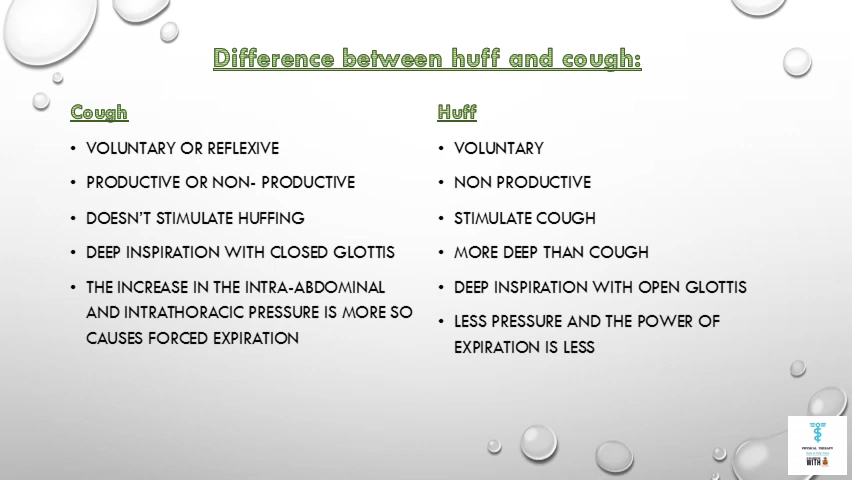 Difference between huff and cough:
Cough
• VOLUNTARY OR REFLEXIVE
• PRODUCTIVE OR NON- PRODUCTIVE
• DOESN'T STIMULATE HUFFING
• DEEP INSPIRATION WITH CLOSED GLOTTIS
• THE INCREASE IN THE INTRA-ABDOMINAL
AND INTRATHORACIC PRESSURE IS MORE SO
CAUSES FORCED EXPIRATION
Huff
• VOLUNTARY
• NON PRODUCTIVE
• STIMULATE COUGH
• MORE DEEP THAN COUGH
• DEEP INSPIRATION WITH OPEN GLOTTIS
• LESS PRESSURE AND THE POWER OF
EXPIRATION IS LESS
PHYSICAL THERAPY
WITH